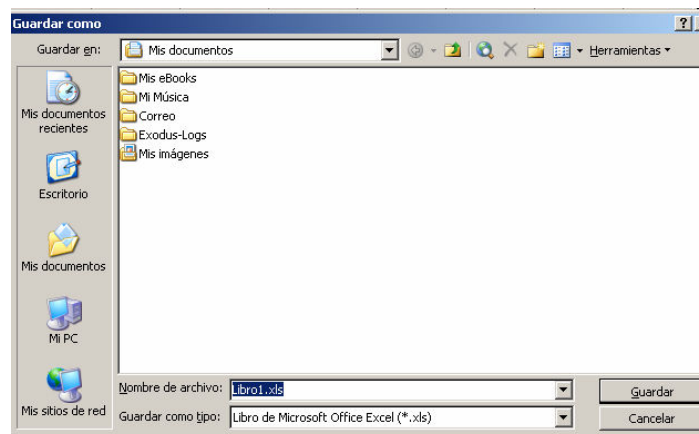 Guardar como
Guardar en:
Mis documentos
Herramientas
Mis documentos
recientes
Escritorio
Mis documentos
Mi PC
Mis sitios de red
Mis eBooks
Mi Música
Correo
Exodus-Logs
Mis imágenes
Nombre de archivo:
Libro1.xls
Guardar
Guardar como tipo:
Libro de Microsoft Office Excel (*.xls)
Cancelar